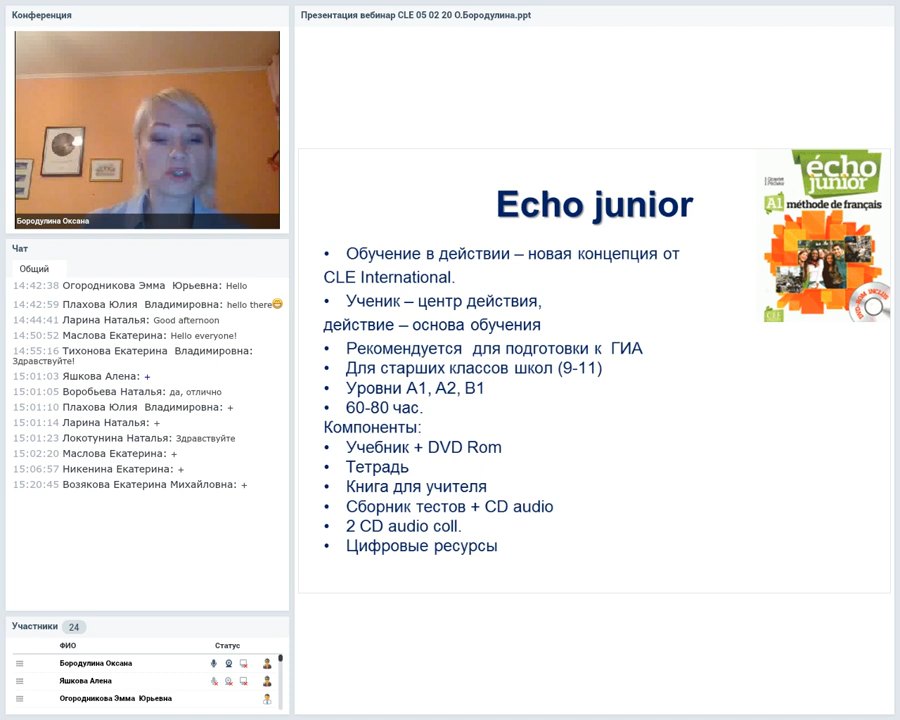 Конференция
Бородулина Оксана
Чат
Общий
14:42:38 Огородникова Эмма Юрьевна: Hello
14:42:59 Плахова Юлия Владимировна: hello there
14:44:41 Ларина Наталья: Good afternoon
14:50:52 Маслова Екатерина: Hello everyone!
14:55:16 Тихонова Екатерина Владимировна:
Здравствуйте!
15:01:03 Яшкова Алена: +
15:01:05 Воробьева Наталья: да, отлично
15:01:10 Плахова Юлия Владимировна: +
15:01:14 Ларина Наталья: +
15:01:23 Локотунина Наталья: Здравствуйте
15:02:20 Маслова Екатерина: +
15:06:57 Никенина Екатерина: +
15:20:45 Возякова Екатерина Михайловна: +
Участники 24
ФИО Статус
Бородулина Оксана
Яшкова Алена
Огородникова Эмма Юрьевна
Презентация вебинар CLE 05 02 20 О.Бородулина.ppt
Echo junior
• Обучение в действии – новая концепция от
CLE International.
• Ученик – центр действия,
действие – основа обучения
• Рекомендуется для подготовки к ГИА
• Для старших классов школ (9-11)
• Уровни А1, А2, В1
• 60-80 час.
Компоненты:
• Учебник + DVD Rom
• Тетрадь
• Книга для учителя
• Сборник тестов + CD audio
• 2 CD audio coll.
• Цифровые ресурсы
écho
junior
A1 méthode de français